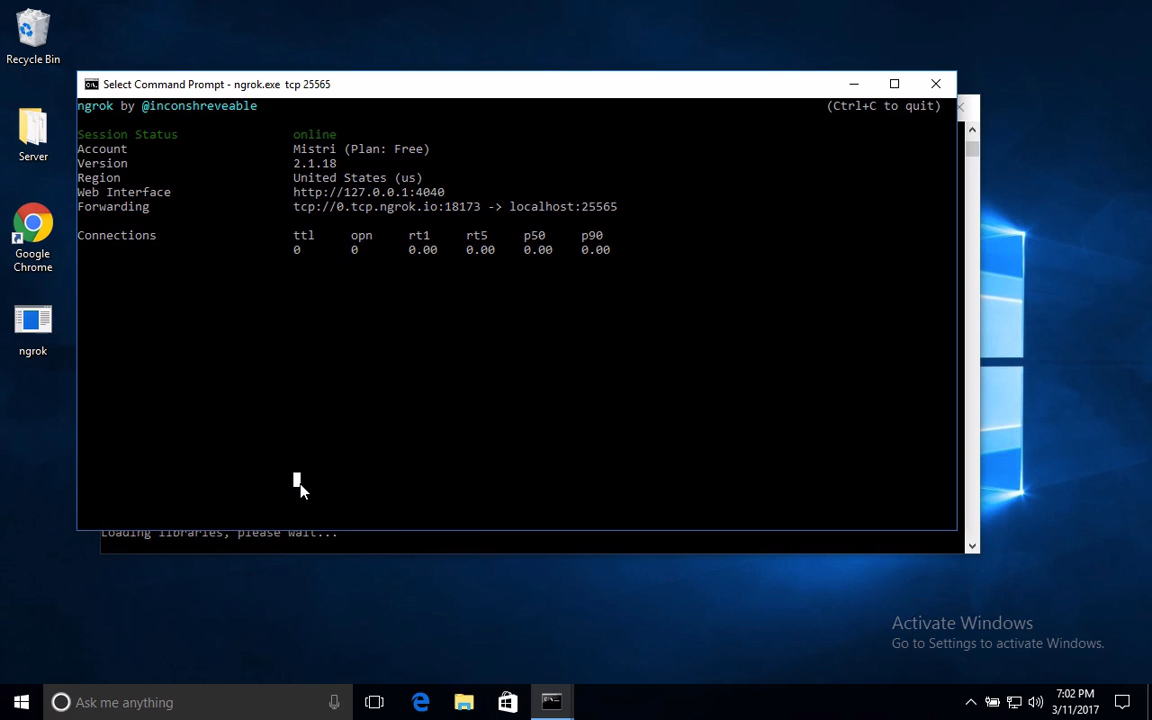 Recycle Bin
Server
Google
Chrome
ngrok
Select Command Prompt - ngrok.exe tcp 25565
ngrok by @inconshreveable (Ctrl+C to quit)
Session Status online
Account Mistri (Plan: Free)
Version 2.1.18
Region United States (us)
Web Interface http://127.0.0.1:4040
Forwarding tcp://0.tcp.ngrok.io:18173 -> localhost:25565
Connections ttl opn rt1 rt5 p50 p90
0 0 0.00 0.00 0.00 0.00
Loading libraries, please wait...
Activate Windows
Go to Settings to activate Windows.
Ask me anything
7:02 PM
3/11/2017